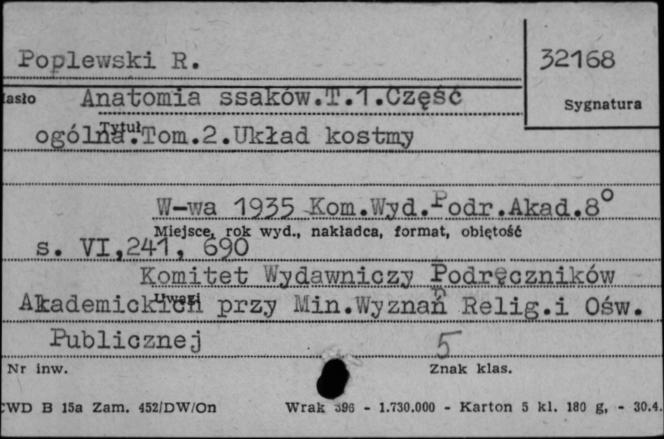 Poplewski R.
32168
Hasło Anatomia ssaków.T.1.Część
Sygnatura
ogólna.Tom.2.Układ kostmy
Tytuł
W-wa 1935 Kom.Wyd.Podr.Akad.8°
Miejsce, rok wyd., nakładca, format, objętość
s. VI,241, 690
Komitet Wydawniczy Podręczników
Akademickich przy Min.Wyznań Relig.i Ośw.
Uwagi
Publicznej
5
Nr inw.
Znak klas.
CWD B 15a Zam. 452/DW/On Wrak 396 - 1.730.000 - Karton 5 kl. 180 g, - 30.4.